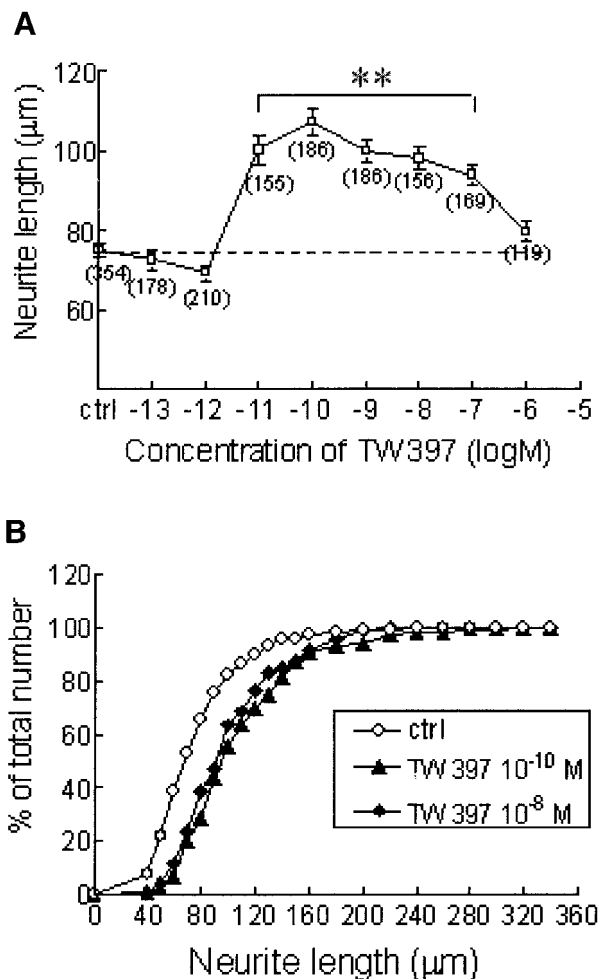 A
**
Neurite length (µm)
120
100
80
60
(354)
(178)
(210)
(155)
(186)
(186)
(156)
(169)
(119)
ctrl -13 -12 -11 -10 -9 -8 -7 -6 -5
Concentration of TW397 (logM)
B
% of total number
120
100
80
60
40
20
0
ctrl
TW 397 10-10 M
TW 397 10-8 M
0 40 80 120 160 200 240 280 320 360
Neurite length (µm)